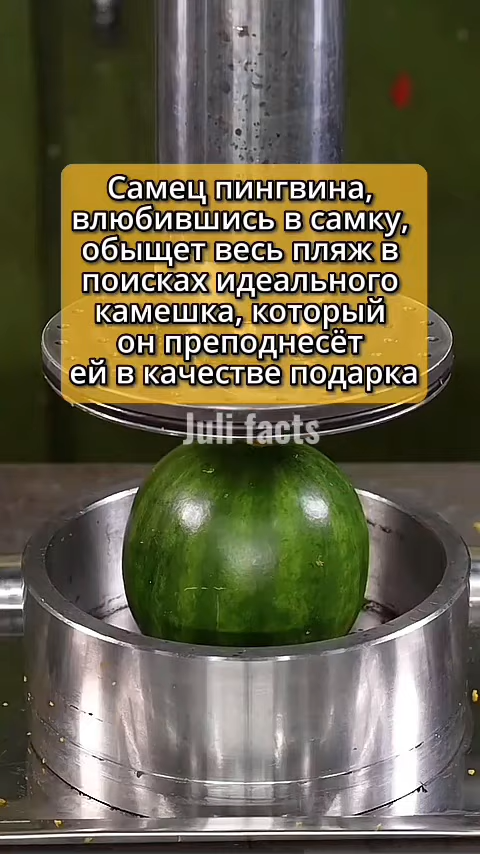 Самец пингвина,
влюбившись в самку,
обыщет весь пляж в
поисках идеального
камешка, который
он преподнесёт
ей в качестве подарка
Juli facts